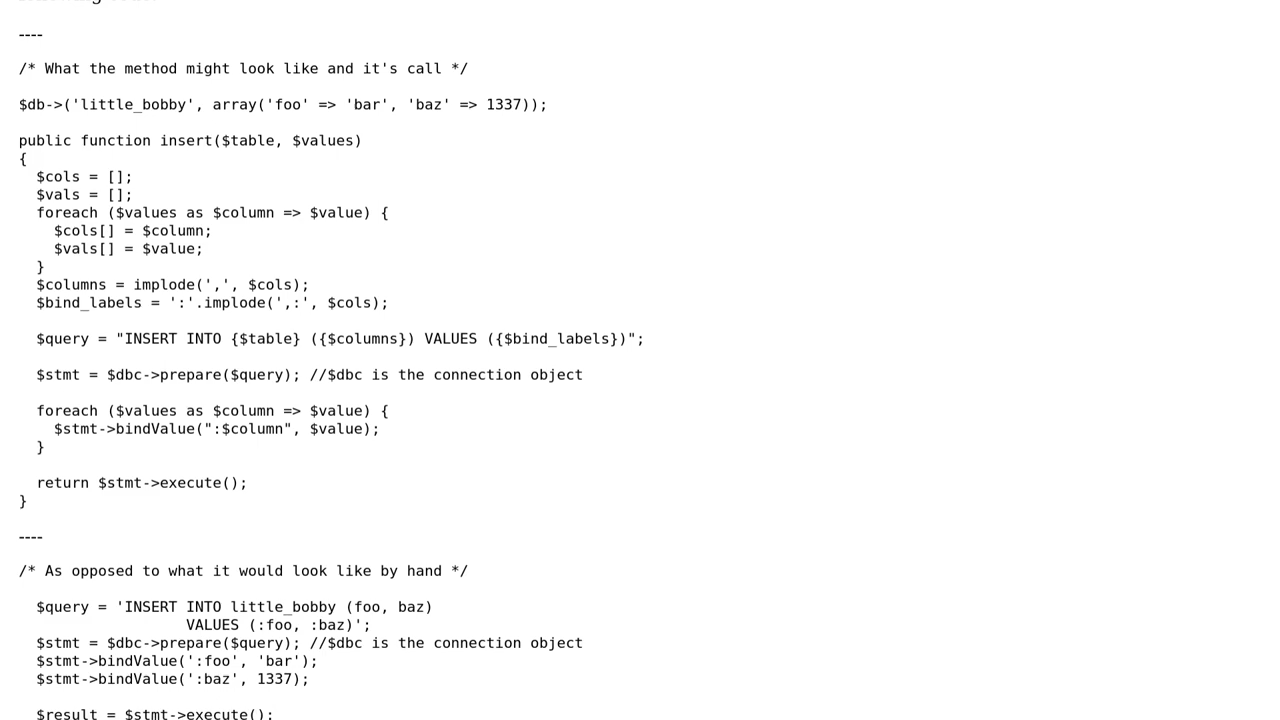 ----
/* What the method might look like and it's call */
$db->('little_bobby', array('foo' => 'bar', 'baz' => 1337));
public function insert($table, $values)
{
  $cols = [];
  $vals = [];
  foreach ($values as $column => $value) {
    $cols[] = $column;
    $vals[] = $value;
  }
  $columns = implode(',', $cols);
  $bind_labels = ':'.implode(',:', $cols);
  $query = "INSERT INTO {$table} ({$columns}) VALUES ({$bind_labels})";
  $stmt = $dbc->prepare($query); //$dbc is the connection object
  foreach ($values as $column => $value) {
    $stmt->bindValue(":$column", $value);
  }
  return $stmt->execute();
}
----
/* As opposed to what it would look like by hand */
  $query = 'INSERT INTO little_bobby (foo, baz)
                   VALUES (:foo, :baz)';
  $stmt = $dbc->prepare($query); //$dbc is the connection object
  $stmt->bindValue(':foo', 'bar');
  $stmt->bindValue(':baz', 1337);
  $result = $stmt->execute();